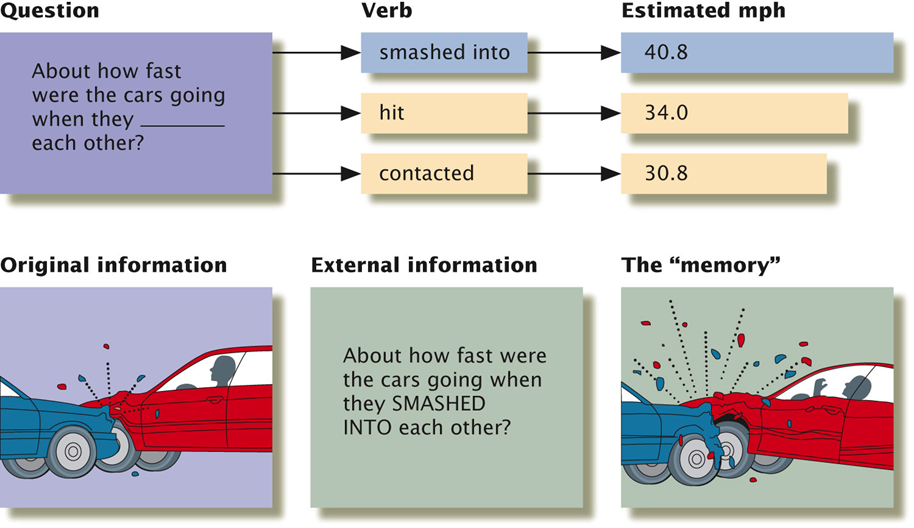 Question
Verb
Estimated mph
About how fast
were the cars going
when they ________
each other?
smashed into
40.8
hit
34.0
contacted
30.8
Original information
External information
The “memory”
About how fast were
the cars going when
they SMASHED
INTO each other?